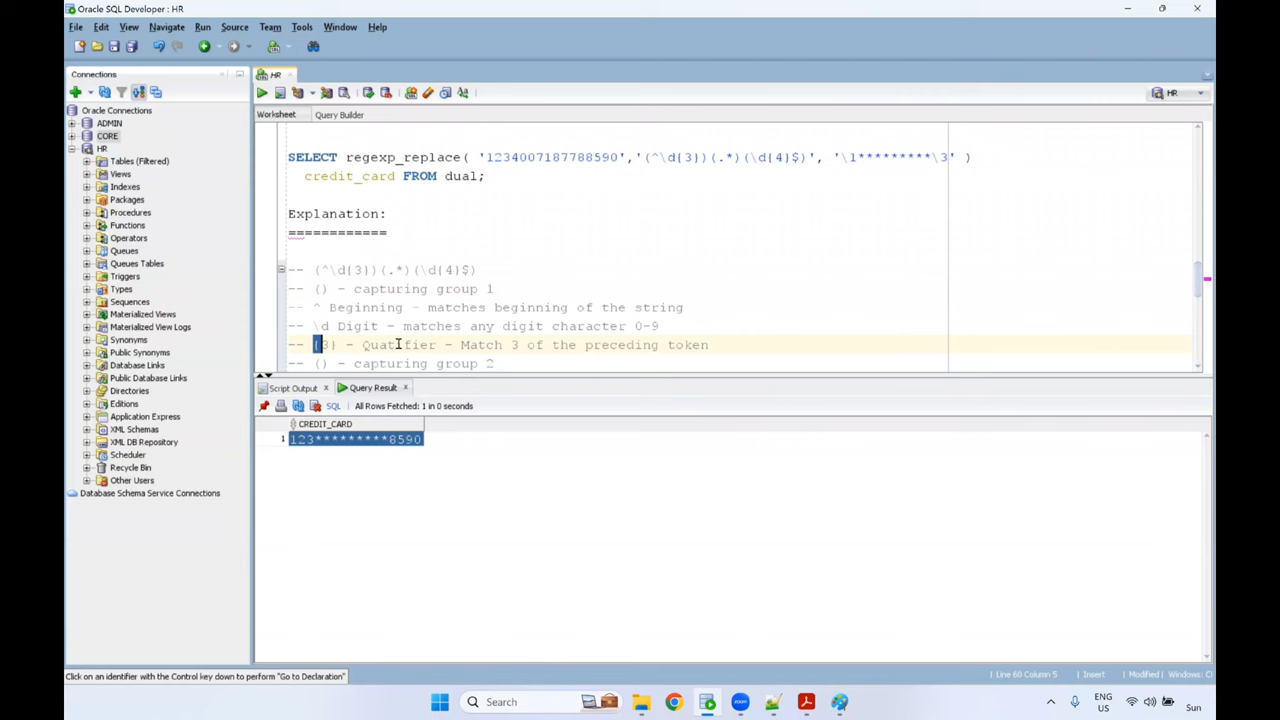 Oracle SQL Developer : HR
File Edit View Navigate Run Source Team Tools Window Help
Connections
HR
HR
Worksheet Query Builder
Oracle Connections
ADMIN
CORE
HR
Tables (Filtered)
Views
Indexes
Packages
Procedures
Functions
Operators
Queues
Queues Tables
Triggers
Types
Sequences
Materialized Views
Materialized View Logs
Synonyms
Public Synonyms
Database Links
Public Database Links
Directories
Editions
Application Express
XML Schemas
XML DB Repository
Scheduler
Recycle Bin
Other Users
Database Schema Service Connections
SELECT regexp_replace( '1234007187788590','(^\d{3})(.*)(\d{4}$)', '\1*********\3' )
credit_card FROM dual;
Explanation:
============
-- (^\d{3})(.*)(\d{4}$)
-- () - capturing group 1
-- ^ Beginning - matches beginning of the string
-- \d Digit - matches any digit character 0-9
-- {3} - Quatifier - Match 3 of the preceding token
-- () - capturing group 2
Script Output Query Result
SQL All Rows Fetched: 1 in 0 seconds
CREDIT_CARD
1 123*********8590
Click on an identifier with the Control key down to perform "Go to Declaration"
Line 60 Column 5 Insert Modified Windows: C
Search
ENG
US
Sun